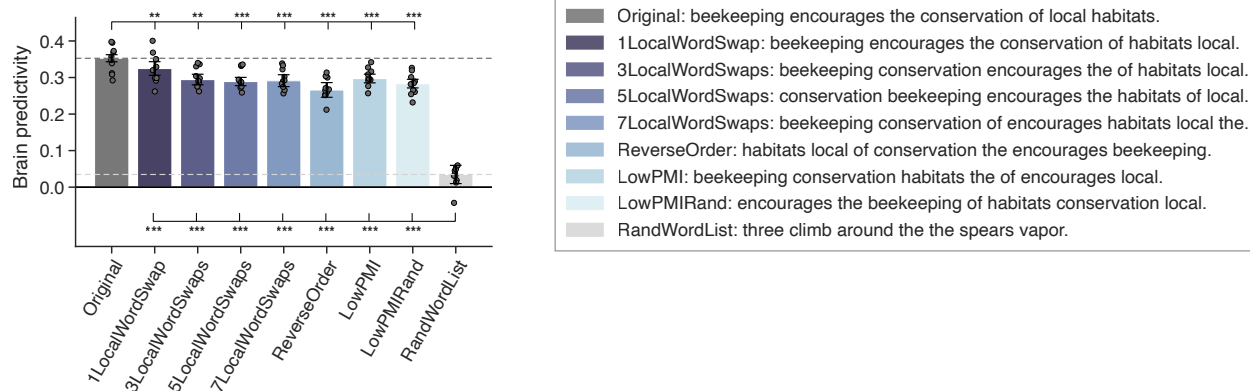 ** ** *** *** *** *** ***
0.4
0.3
0.2
0.1
0.0
Brain predictivity
*** *** *** *** *** *** ***
Original
1LocalWordSwap
3LocalWordSwaps
5LocalWordSwaps
7LocalWordSwaps
ReverseOrder
LowPMI
LowPMIRand
RandWordList
Original: beekeeping encourages the conservation of local habitats.
1LocalWordSwap: beekeeping encourages the conservation of habitats local.
3LocalWordSwaps: beekeeping conservation encourages the of habitats local.
5LocalWordSwaps: conservation beekeeping encourages the habitats of local.
7LocalWordSwaps: beekeeping conservation of encourages habitats local the.
ReverseOrder: habitats local of conservation the encourages beekeeping.
LowPMI: beekeeping conservation habitats the of encourages local.
LowPMIRand: encourages the beekeeping of habitats conservation local.
RandWordList: three climb around the the spears vapor.